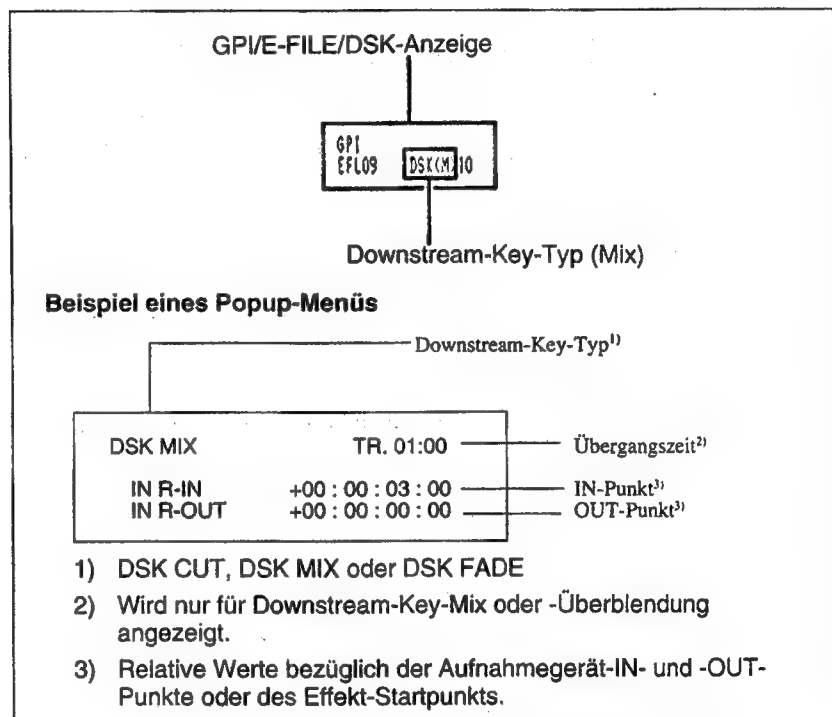 GPI/E-FILE/DSK-Anzeige
GPI
EFL09 DSK(M)10
Downstream-Key-Typ (Mix)
Beispiel eines Popup-Menüs
Downstream-Key-Typ¹⁾
DSK MIX TR. 01:00 Übergangszeit²⁾
IN R-IN +00 : 00 : 03 : 00 IN-Punkt³⁾
IN R-OUT +00 : 00 : 00 : 00 OUT-Punkt³⁾
1) DSK CUT, DSK MIX oder DSK FADE
2) Wird nur für Downstream-Key-Mix oder -Überblendung
angezeigt.
3) Relative Werte bezüglich der Aufnahmegerät-IN- und -OUT-
Punkte oder des Effekt-Startpunkts.